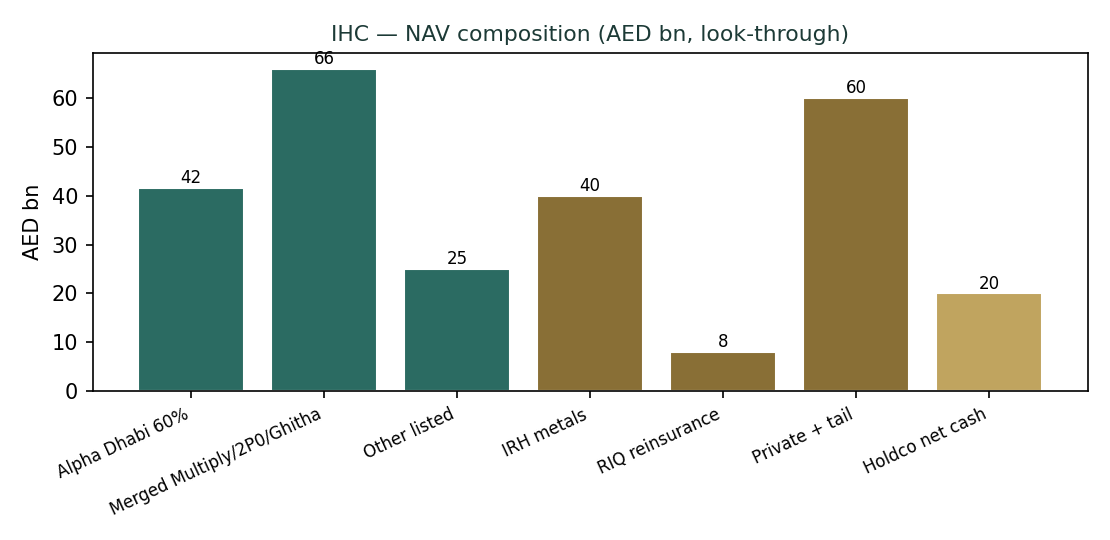 IHC — NAV composition (AED bn, look-through)
AED bn
60
50
40
30
20
10
0
42
66
25
40
8
60
20
Alpha Dhabi 60%
Merged Multiply/2P0/Ghitha
Other listed
IRH metals
RIQ reinsurance
Private + tail
Holdco net cash